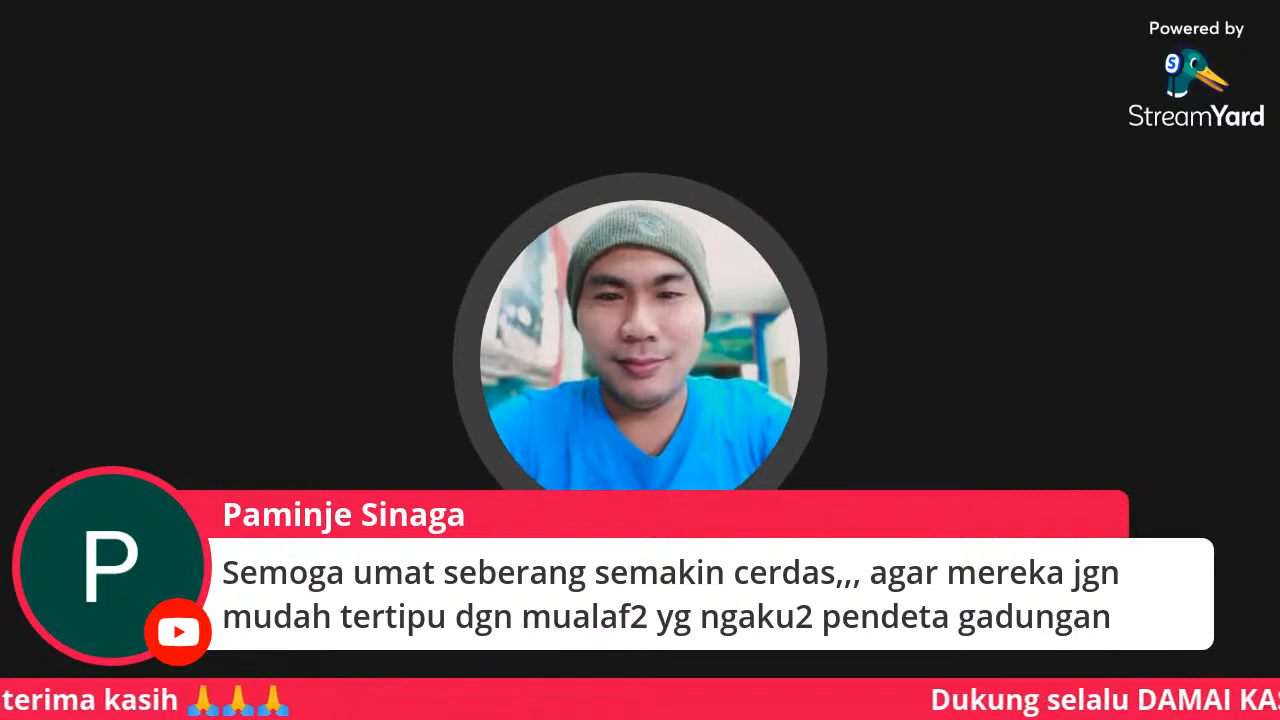 Powered by
StreamYard
Paminje Sinaga
P
Semoga umat seberang semakin cerdas,,, agar mereka jgn
mudah tertipu dgn mualaf2 yg ngaku2 pendeta gadungan
terima kasih 🙏🙏🙏
Dukung selalu DAMAI KAS